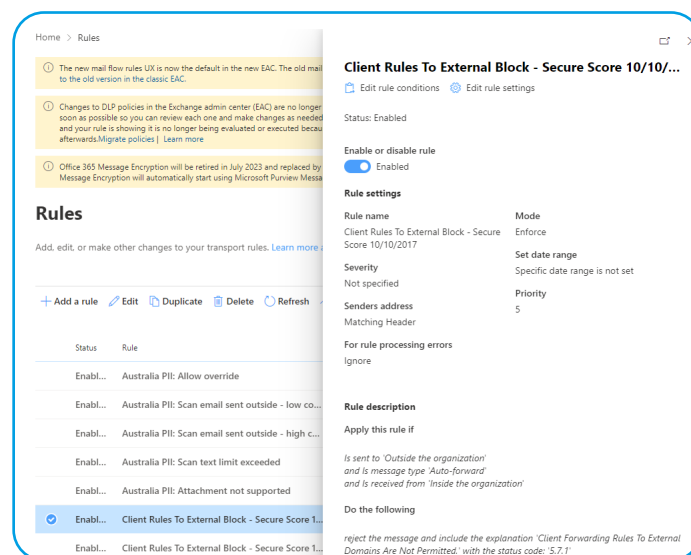 Home > Rules
The new mail flow rules UX is now the default in the new EAC. The old mail
to the old version in the classic EAC.
Changes to DLP policies in the Exchange admin center (EAC) are no longer
soon as possible so you can review each one and make changes as needed
and your rule is showing it is no longer being evaluated or executed becau
afterwards.Migrate policies | Learn more
Office 365 Message Encryption will be retired in July 2023 and replaced by
Message Encryption will automatically start using Microsoft Purview Messa
Rules
Add, edit, or make other changes to your transport rules. Learn more a
Add a rule Edit Duplicate Delete Refresh
Status Rule
Enabl... Australia PII: Allow override
Enabl... Australia PII: Scan email sent outside - low co...
Enabl... Australia PII: Scan email sent outside - high c...
Enabl... Australia PII: Scan text limit exceeded
Enabl... Australia PII: Attachment not supported
Enabl... Client Rules To External Block - Secure Score 1...
Enabl... Client Rules To External Block - Secure Score 1...
Client Rules To External Block - Secure Score 10/10/...
Edit rule conditions Edit rule settings
Status: Enabled
Enable or disable rule
Enabled
Rule settings
Rule name
Client Rules To External Block - Secure
Score 10/10/2017
Severity
Not specified
Senders address
Matching Header
For rule processing errors
Ignore
Mode
Enforce
Set date range
Specific date range is not set
Priority
5
Rule description
Apply this rule if
Is sent to 'Outside the organization'
and Is message type 'Auto-forward'
and Is received from 'Inside the organization'
Do the following
reject the message and include the explanation 'Client Forwarding Rules To External
Domains Are Not Permitted.' with the status code: '5.7.1'